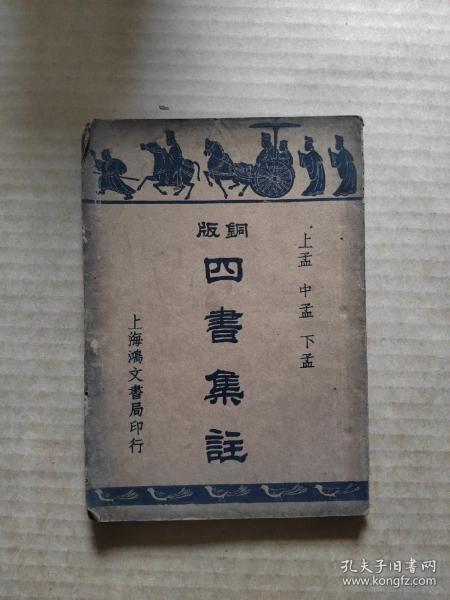 銅版
四書集註
上孟 中孟 下孟
上海鴻文書局印行
孔夫子旧书网
www.kongfz.com